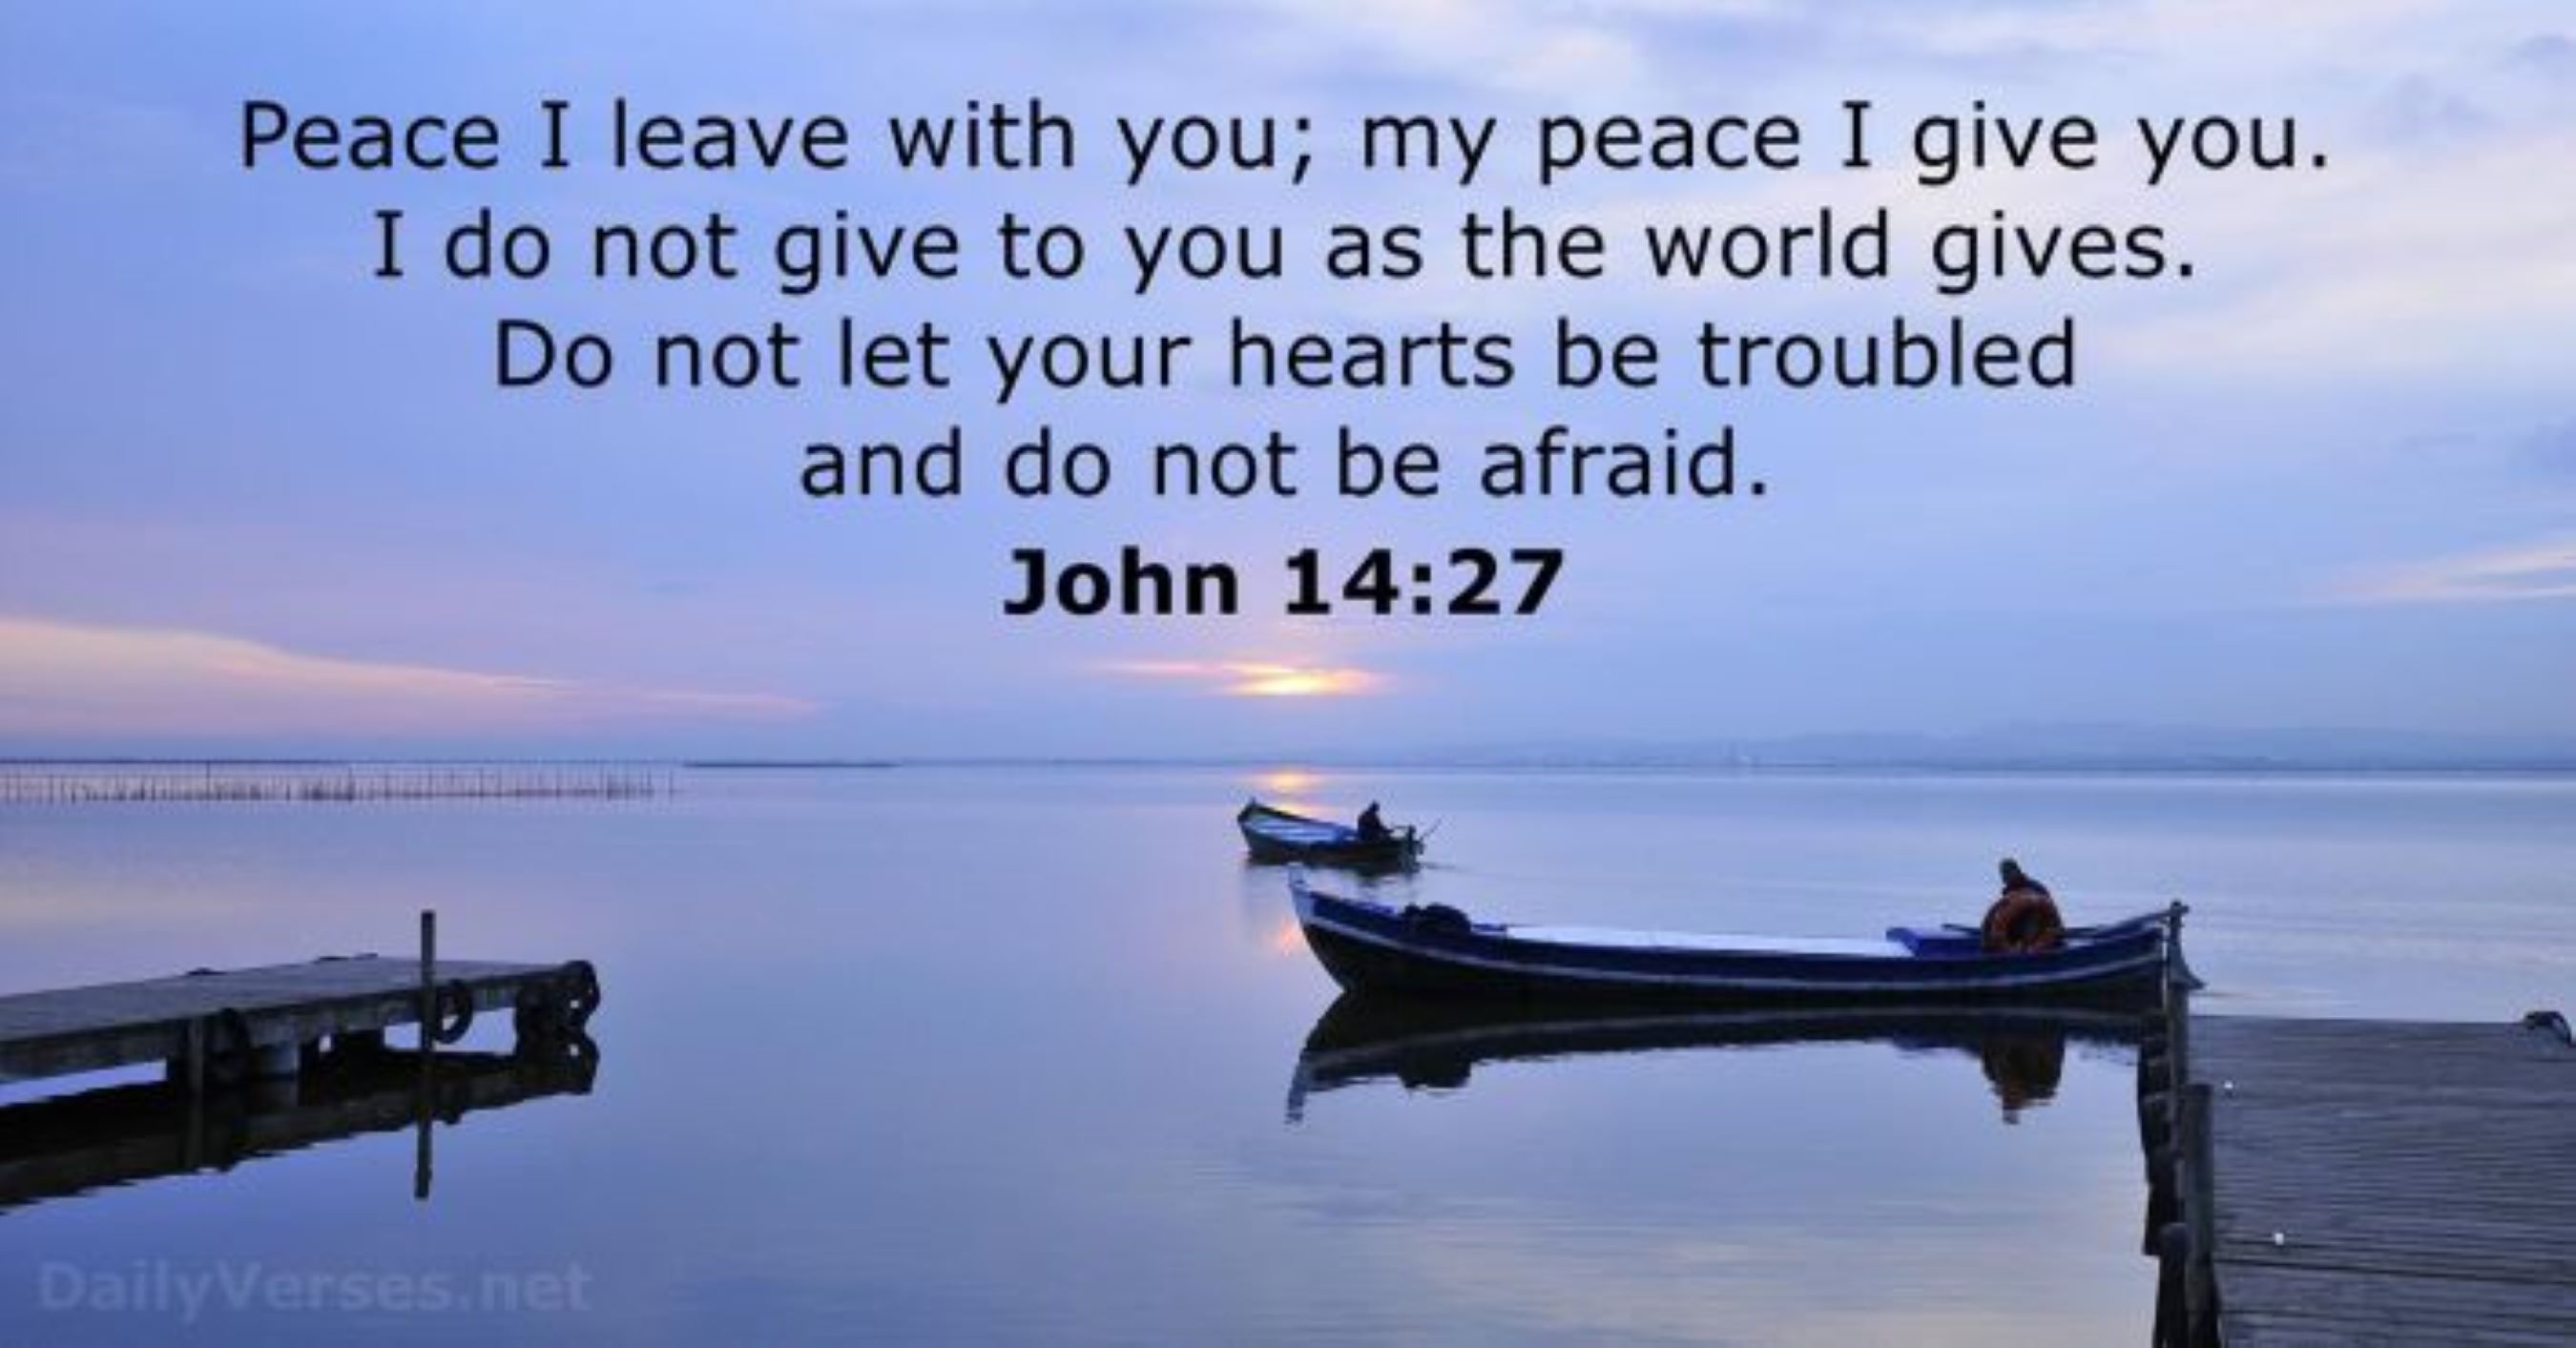 Peace I leave with you; my peace I give you.
I do not give to you as the world gives.
Do not let your hearts be troubled
and do not be afraid.
John 14:27
DailyVerses.net